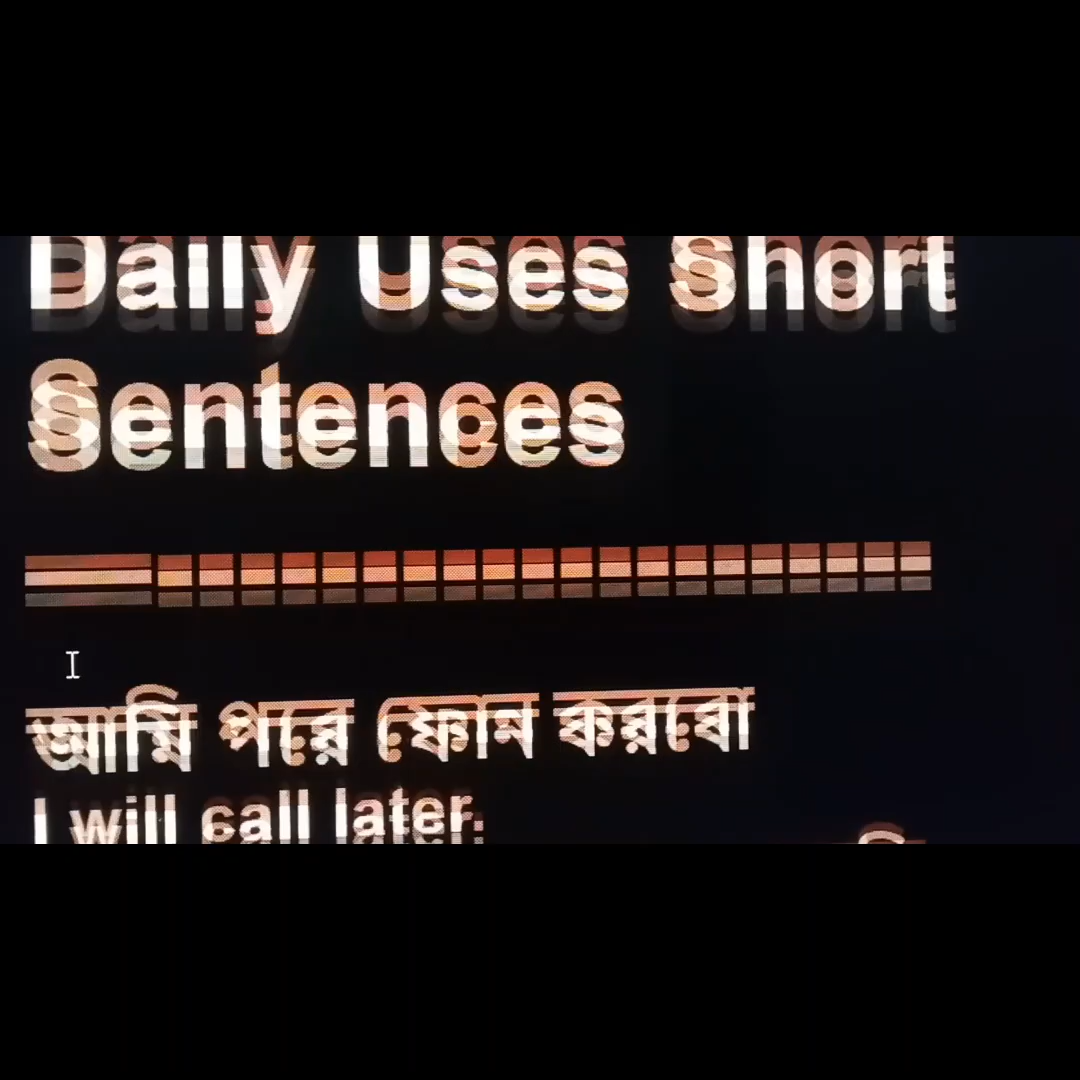 Daily Uses Short
Sentences
আমি পরে ফোন করবো
I will call later.